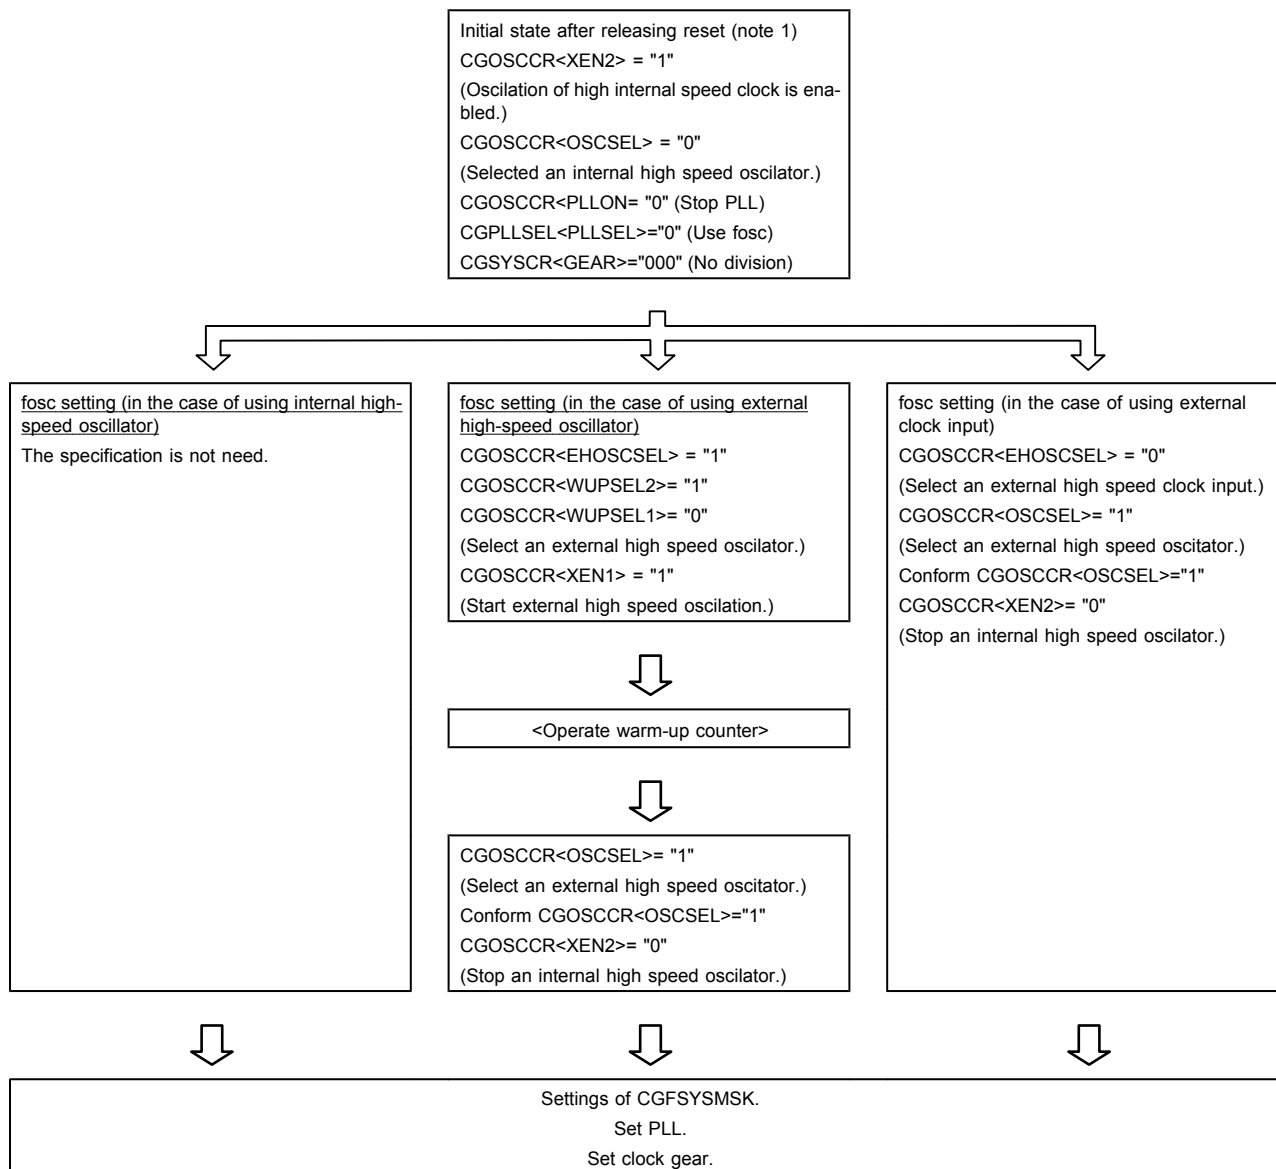 Initial state after releasing reset (note 1)
CGOSCCR<XEN2> = "1"
(Oscilation of high internal speed clock is ena-
bled.)
CGOSCCR<OSCSEL> = "0"
(Selected an internal high speed oscilator.)
CGOSCCR<PLLON= "0" (Stop PLL)
CGPLLSEL<PLLSEL>="0" (Use fosc)
CGSYSCR<GEAR>="000" (No division)
fosc setting (in the case of using internal high-
speed oscillator)
The specification is not need.
fosc setting (in the case of using external
high-speed oscillator)
CGOSCCR<EHOSCSEL> = "1"
CGOSCCR<WUPSEL2>= "1"
CGOSCCR<WUPSEL1>= "0"
(Select an external high speed oscilator.)
CGOSCCR<XEN1> = "1"
(Start external high speed oscilation.)
<Operate warm-up counter>
CGOSCCR<OSCSEL>= "1"
(Select an external high speed oscitator.)
Conform CGOSCCR<OSCSEL>="1"
CGOSCCR<XEN2>= "0"
(Stop an internal high speed oscilator.)
fosc setting (in the case of using external
clock input)
CGOSCCR<EHOSCSEL> = "0"
(Select an external high speed clock input.)
CGOSCCR<OSCSEL>= "1"
(Select an external high speed oscitator.)
Conform CGOSCCR<OSCSEL>="1"
CGOSCCR<XEN2>= "0"
(Stop an internal high speed oscilator.)
Settings of CGFSYSMSK.
Set PLL.
Set clock gear.